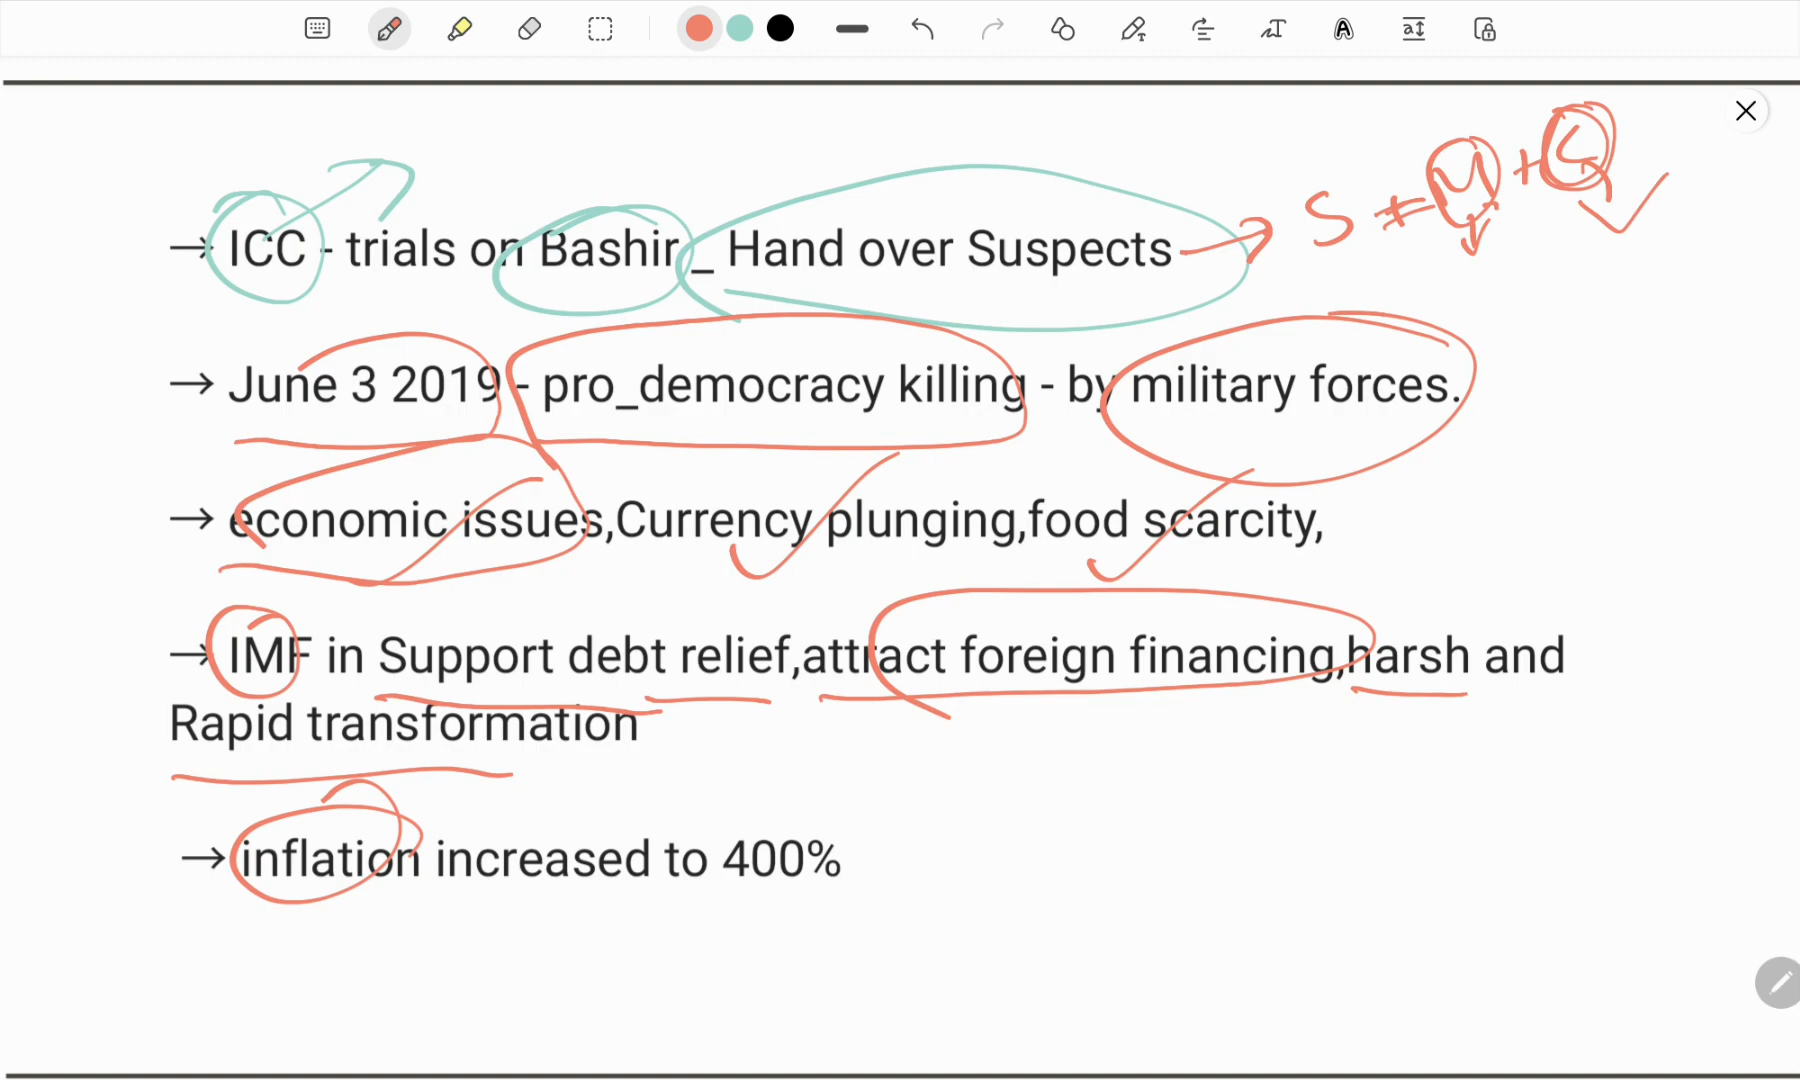 → ICC - trials on Bashir _ Hand over Suspects
→ June 3 2019 - pro_democracy killing - by military forces.
→ economic issues,Currency plunging,food scarcity,
→ IMF in Support debt relief,attract foreign financing,harsh and
Rapid transformation
→ inflation increased to 400%